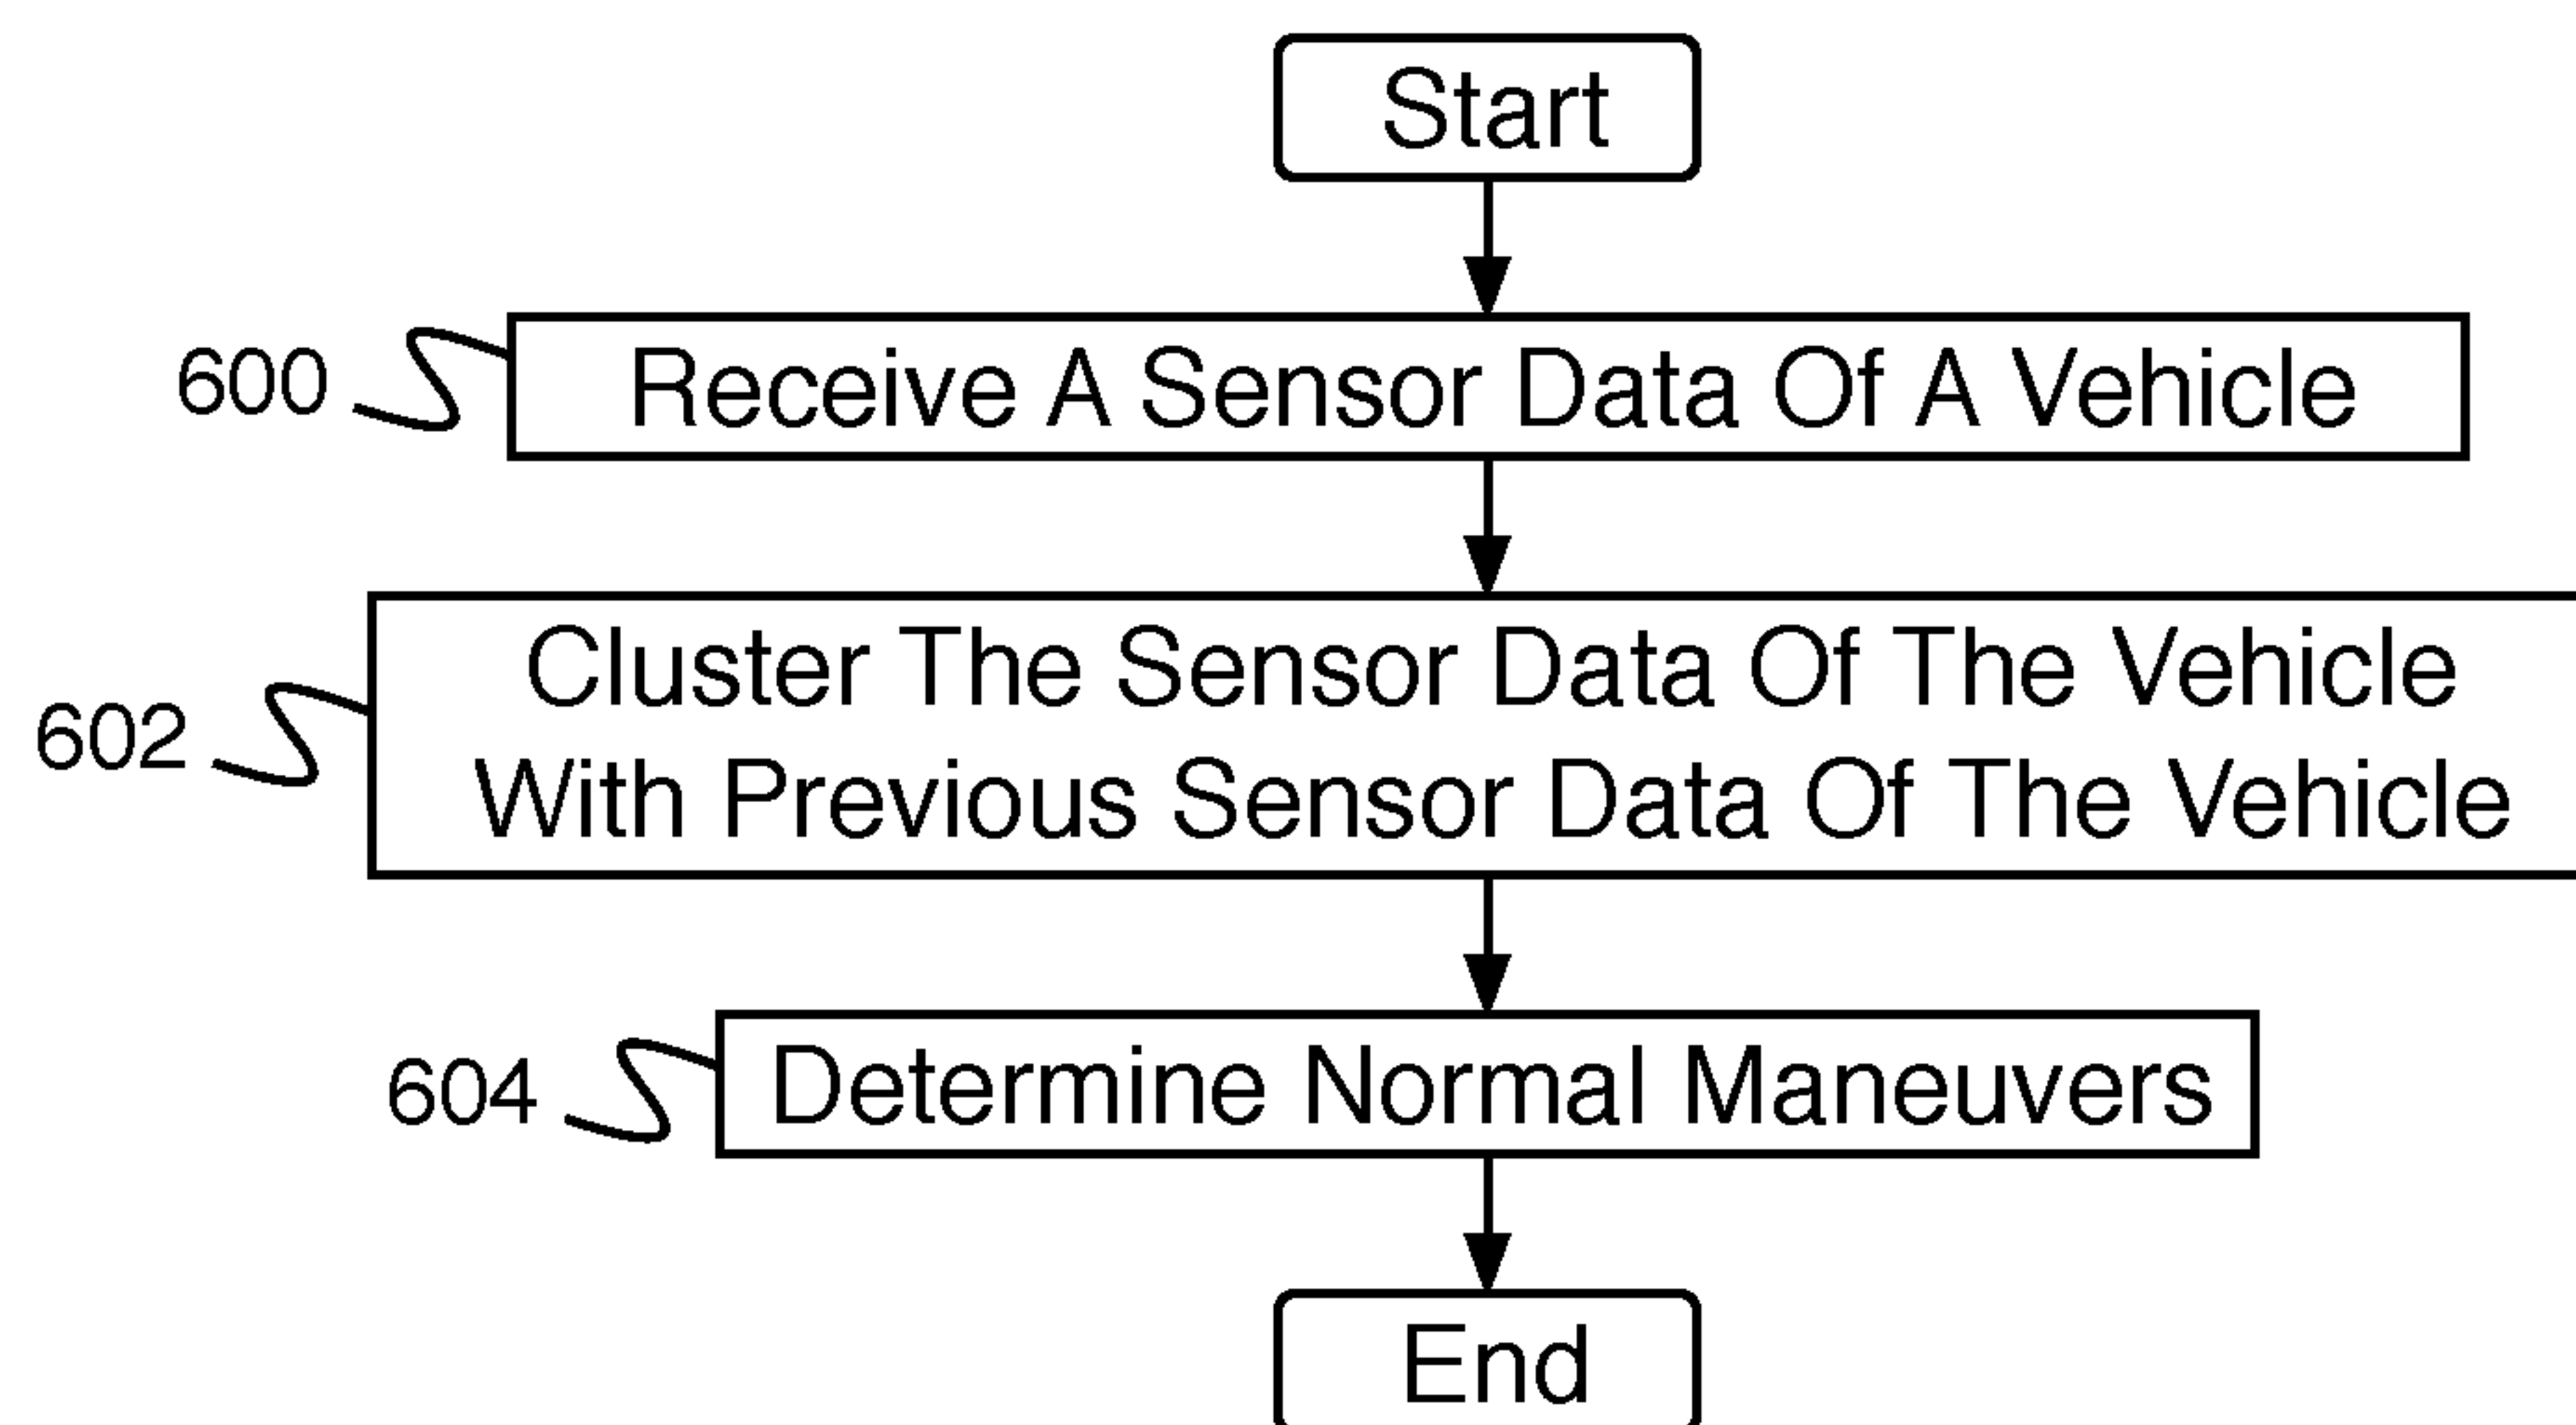 Start
600
Receive A Sensor Data Of A Vehicle
602
Cluster The Sensor Data Of The Vehicle
With Previous Sensor Data Of The Vehicle
604
Determine Normal Maneuvers
End